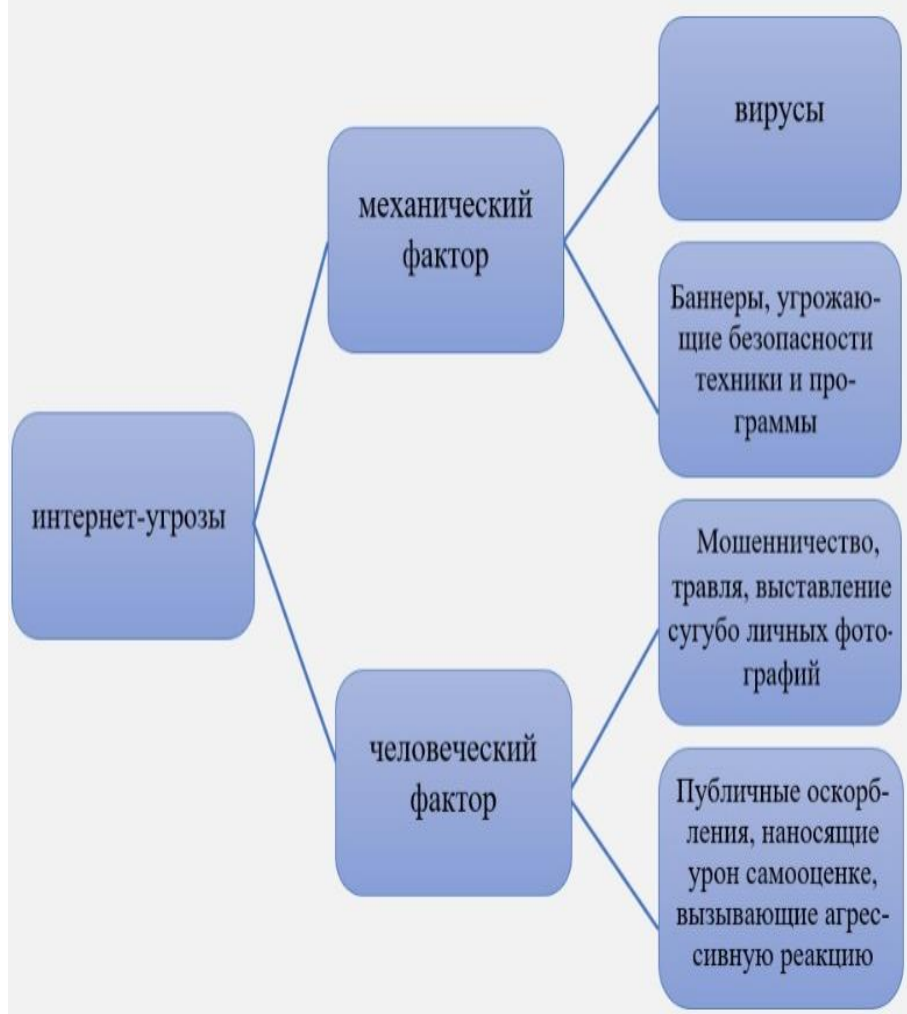 интернет-угрозы
механический
фактор
вирусы
Баннеры, угрожаю-
щие безопасности
техники и про-
граммы
человеческий
фактор
Мошенничество,
травля, выставление
сугубо личных фото-
графий
Публичные оскорб-
ления, наносящие
урон самооценке,
вызывающие агрес-
сивную реакцию